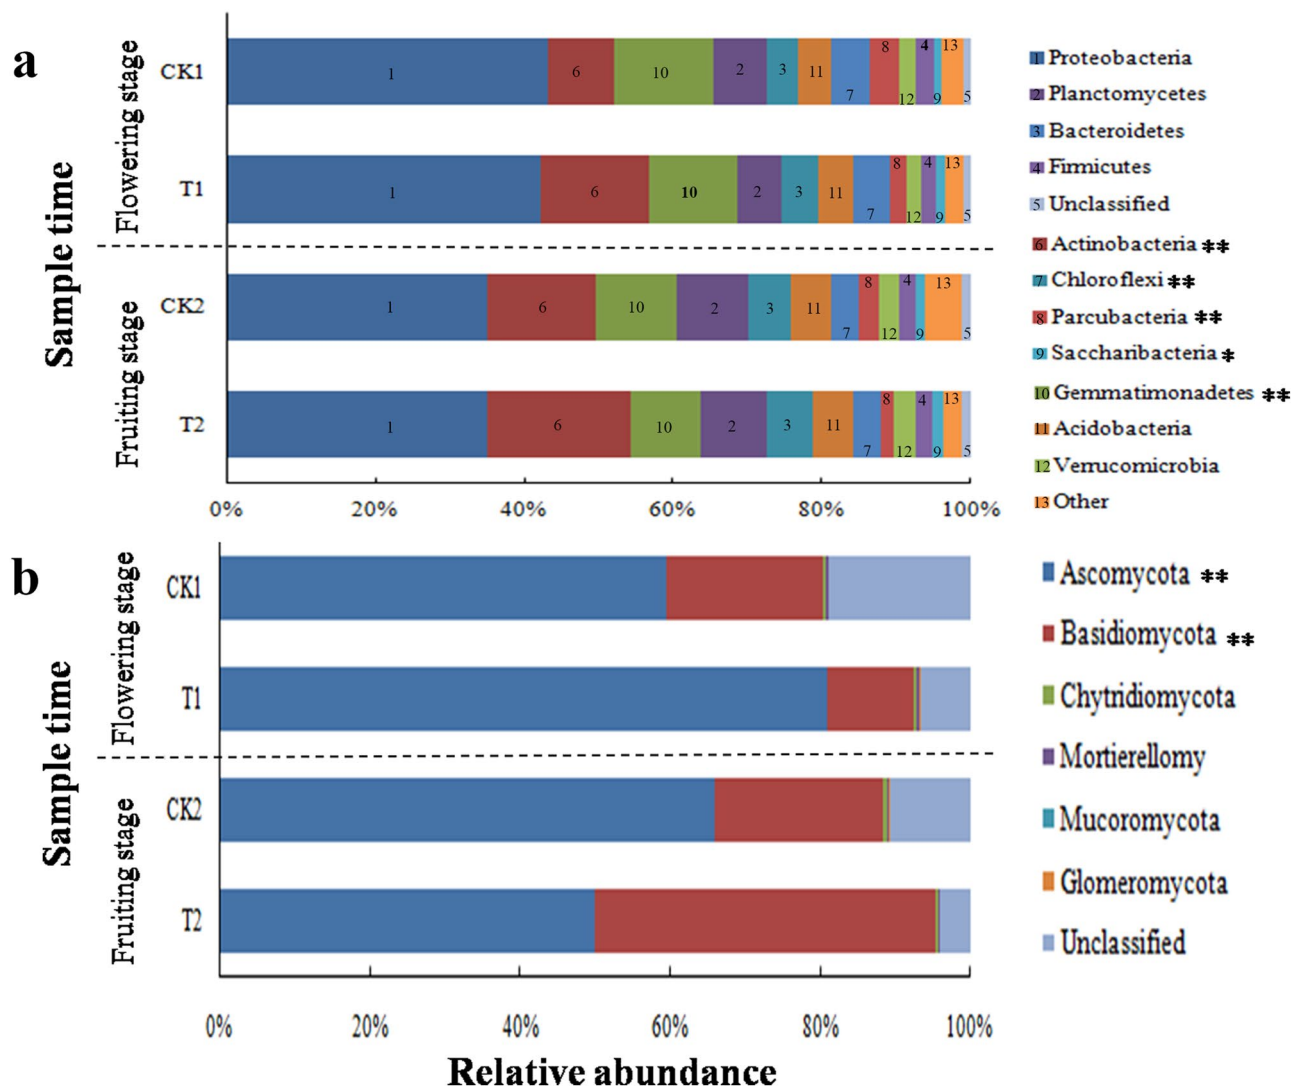 a
Sample time
Flowering stage
Fruiting stage
CK1
1 6 10 2 3 11 7 8 12 4 9 13 5
T1
1 6 10 2 3 11 7 8 12 4 9 13 5
CK2
1 6 10 2 3 11 7 8 12 4 9 13 5
T2
1 6 10 2 3 11 7 8 12 4 9 13 5
0% 20% 40% 60% 80% 100%
1 Proteobacteria
2 Planctomycetes
3 Bacteroidetes
4 Firmicutes
5 Unclassified
6 Actinobacteria **
7 Chloroflexi **
8 Parcubacteria **
9 Saccharibacteria *
10 Gemmatimonadetes **
11 Acidobacteria
12 Verrucomicrobia
13 Other
b
Sample time
Flowering stage
Fruiting stage
CK1
T1
CK2
T2
0% 20% 40% 60% 80% 100%
Relative abundance
Ascomycota **
Basidiomycota **
Chytridiomycota
Mortierellomy
Mucoromycota
Glomeromycota
Unclassified